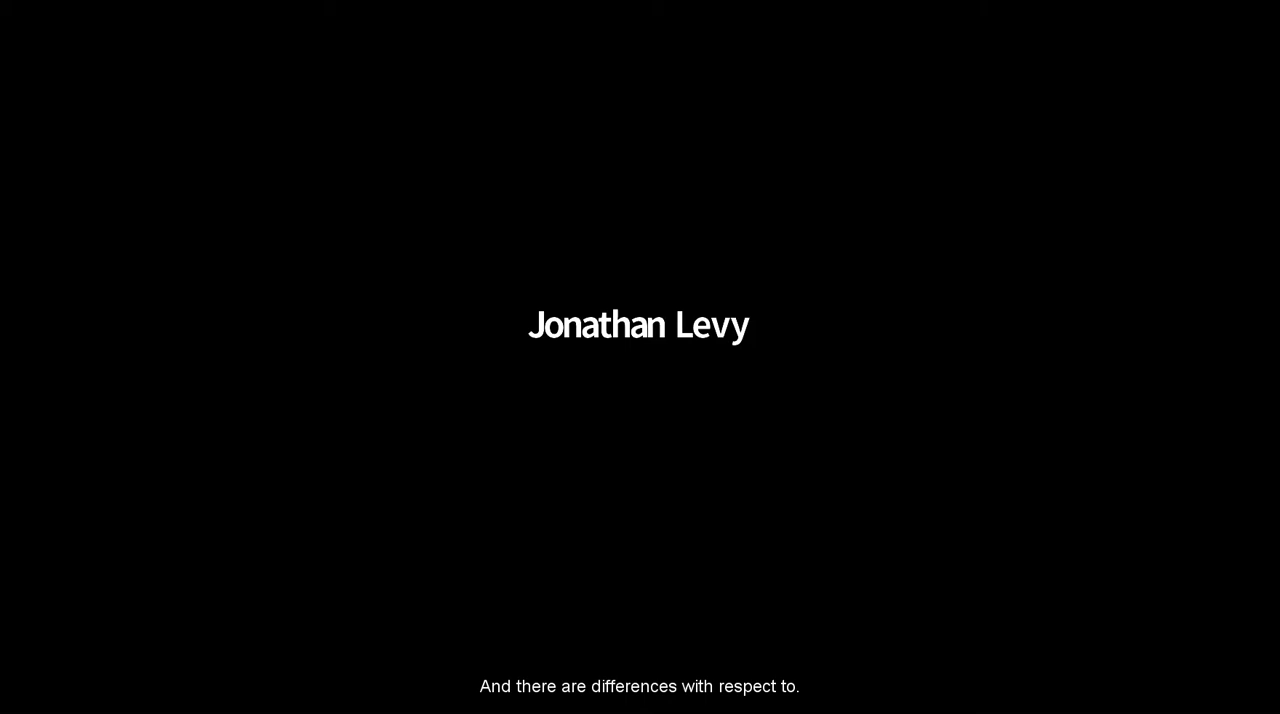 Jonathan Levy
And there are differences with respect to.